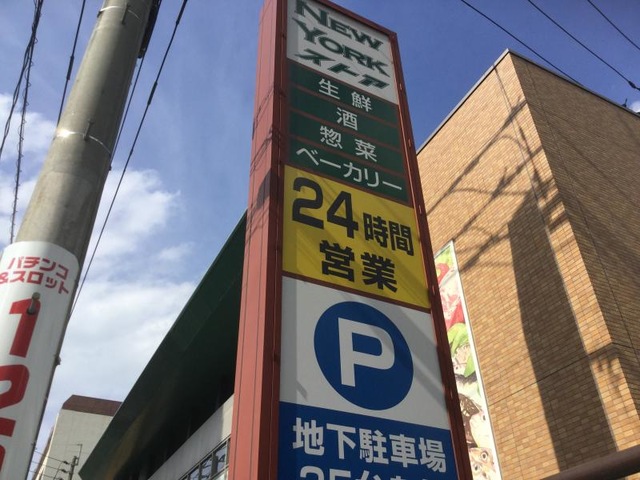 NEW
YORK
ストア
生鮮
酒
惣菜
ベーカリー
24時間
営業
P
地下駐車場
パチンコ
&スロット